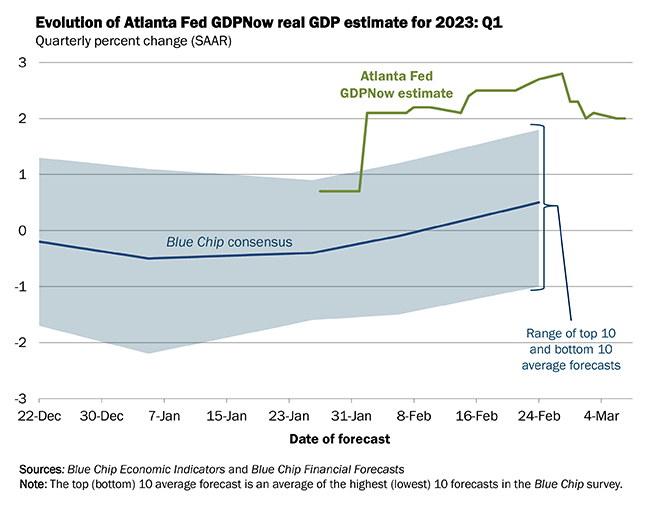 Evolution of Atlanta Fed GDPNow real GDP estimate for 2023: Q1
Quarterly percent change (SAAR)
3
2
1
0
-1
-2
-3
Atlanta Fed
GDPNow estimate
Blue Chip consensus
Range of top 10
and bottom 10
average forecasts
22-Dec 30-Dec 7-Jan 15-Jan 23-Jan 31-Jan 8-Feb 16-Feb 24-Feb 4-Mar
Date of forecast
Sources: Blue Chip Economic Indicators and Blue Chip Financial Forecasts
Note: The top (bottom) 10 average forecast is an average of the highest (lowest) 10 forecasts in the Blue Chip survey.